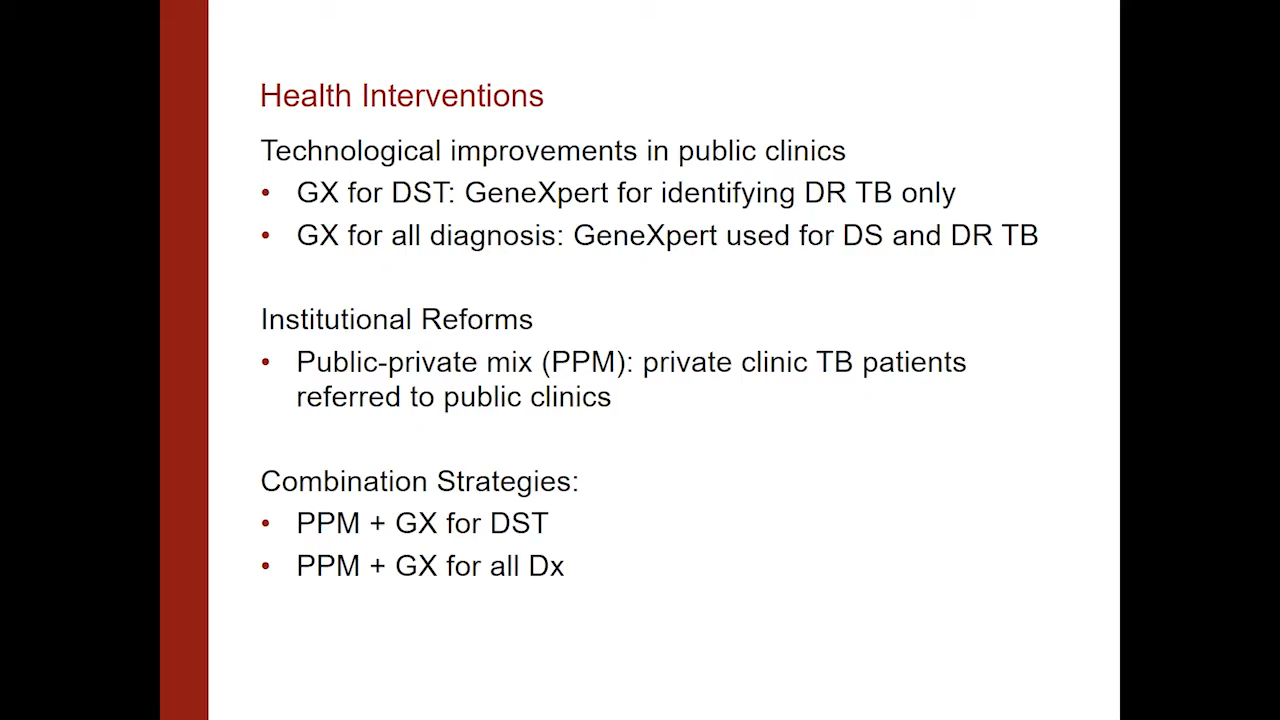 Health Interventions
Technological improvements in public clinics
• GX for DST: GeneXpert for identifying DR TB only
• GX for all diagnosis: GeneXpert used for DS and DR TB
Institutional Reforms
• Public-private mix (PPM): private clinic TB patients
referred to public clinics
Combination Strategies:
• PPM + GX for DST
• PPM + GX for all Dx